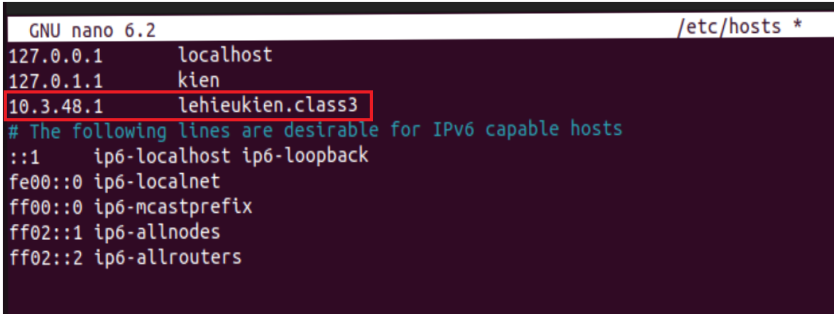 GNU nano 6.2 /etc/hosts *
127.0.0.1 localhost
127.0.1.1 kien
10.3.48.1 lehieukien.class3
# The following lines are desirable for IPv6 capable hosts
::1 ip6-localhost ip6-loopback
fe00::0 ip6-localnet
ff00::0 ip6-mcastprefix
ff02::1 ip6-allnodes
ff02::2 ip6-allrouters